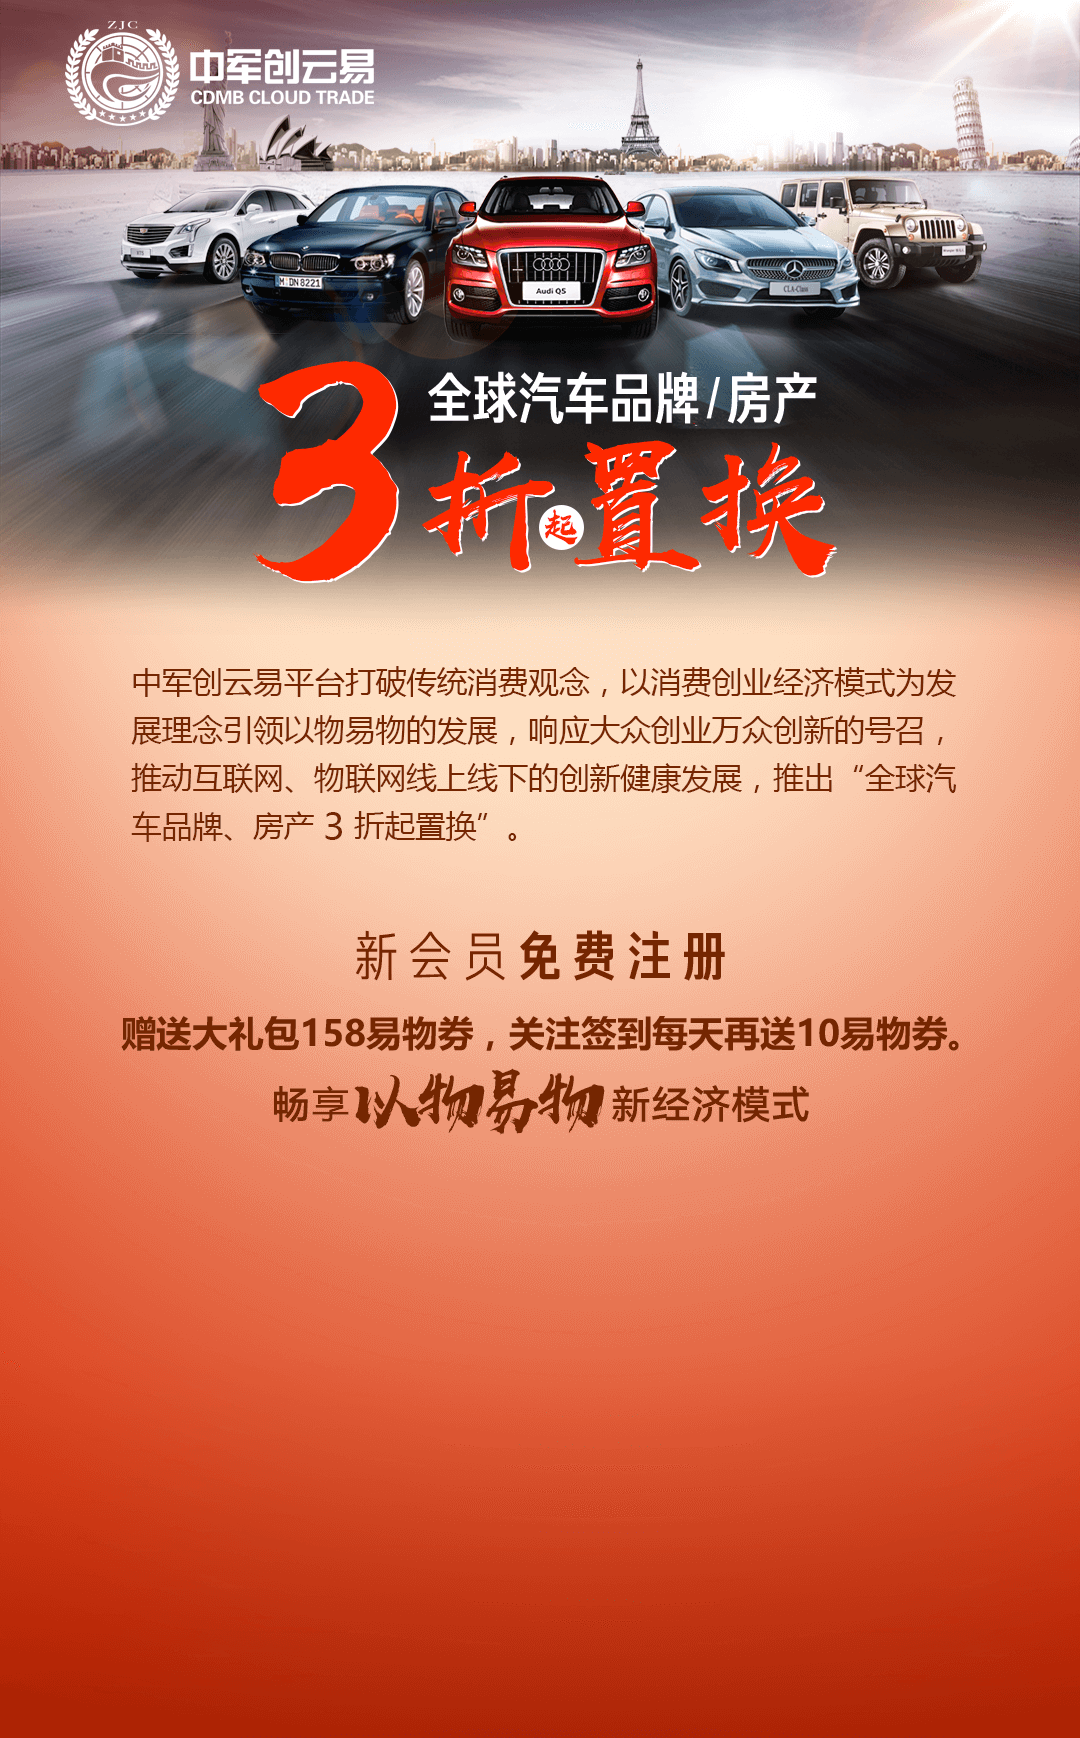 ZJC
中军创云易
CDMB CLOUD TRADE
M·DN 8221
Audi Q5
CLA-Class
全球汽车品牌/房产
3折起置换
中军创云易平台打破传统消费观念，以消费创业经济模式为发
展理念引领以物易物的发展，响应大众创业万众创新的号召，
推动互联网、物联网线上线下的创新健康发展，推出“全球汽
车品牌、房产 3 折起置换”。
新会员免费注册
赠送大礼包158易物券，关注签到每天再送10易物券。
畅享以物易物新经济模式